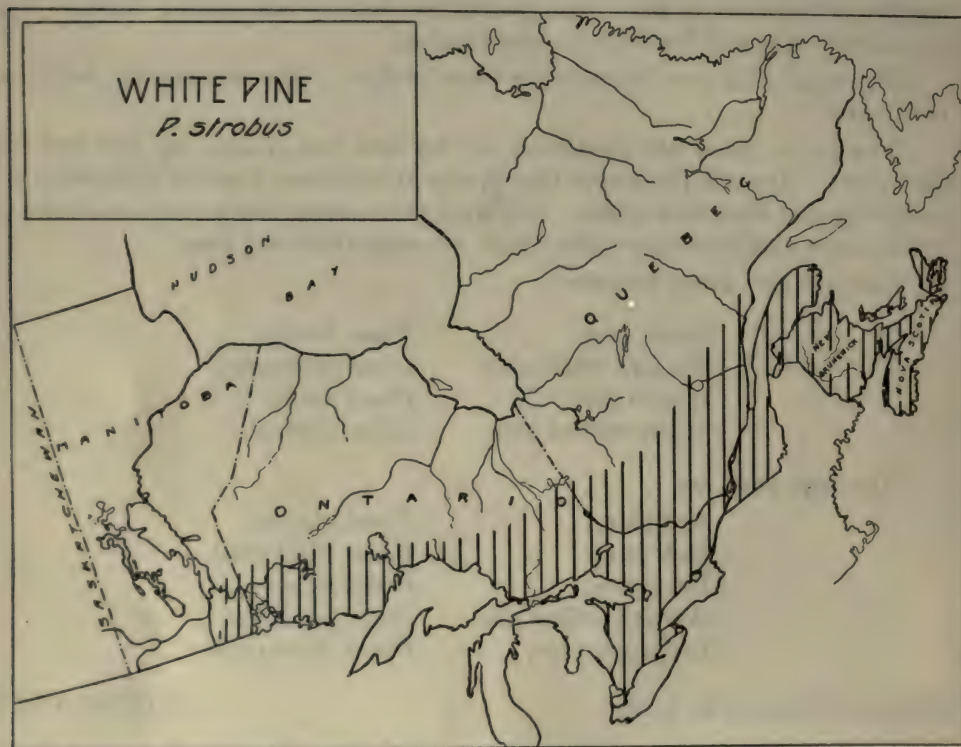 WHITE PINE
P. strobus
HUDSON
BAY
QUEBEC
MANITOBA
SASKATCHEWAN
ONTARIO
NEW
BRUNSWICK
NOVA SCOTIA